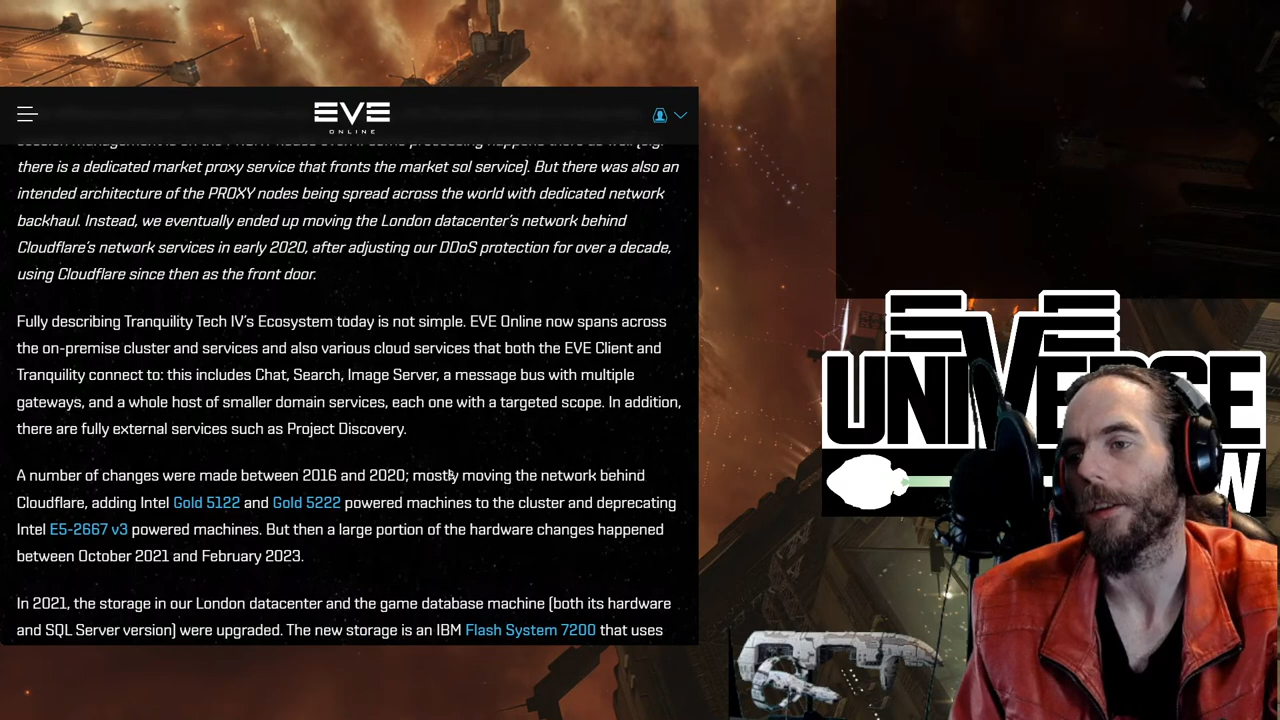 EVE
ONLINE
there is a dedicated market proxy service that fronts the market sol service). But there was also an
intended architecture of the PROXY nodes being spread across the world with dedicated network
backhaul. Instead, we eventually ended up moving the London datacenter's network behind
Cloudflare's network services in early 2020, after adjusting our DDoS protection for over a decade,
using Cloudflare since then as the front door.
Fully describing Tranquility Tech IV's Ecosystem today is not simple. EVE Online now spans across
the on-premise cluster and services and also various cloud services that both the EVE Client and
Tranquility connect to: this includes Chat, Search, Image Server, a message bus with multiple
gateways, and a whole host of smaller domain services, each one with a targeted scope. In addition,
there are fully external services such as Project Discovery.
A number of changes were made between 2016 and 2020; mostly moving the network behind
Cloudflare, adding Intel Gold 5122 and Gold 5222 powered machines to the cluster and deprecating
Intel E5-2667 v3 powered machines. But then a large portion of the hardware changes happened
between October 2021 and February 2023.
In 2021, the storage in our London datacenter and the game database machine (both its hardware
and SQL Server version) were upgraded. The new storage is an IBM Flash System 7200 that uses
EVE
UNIVERSE